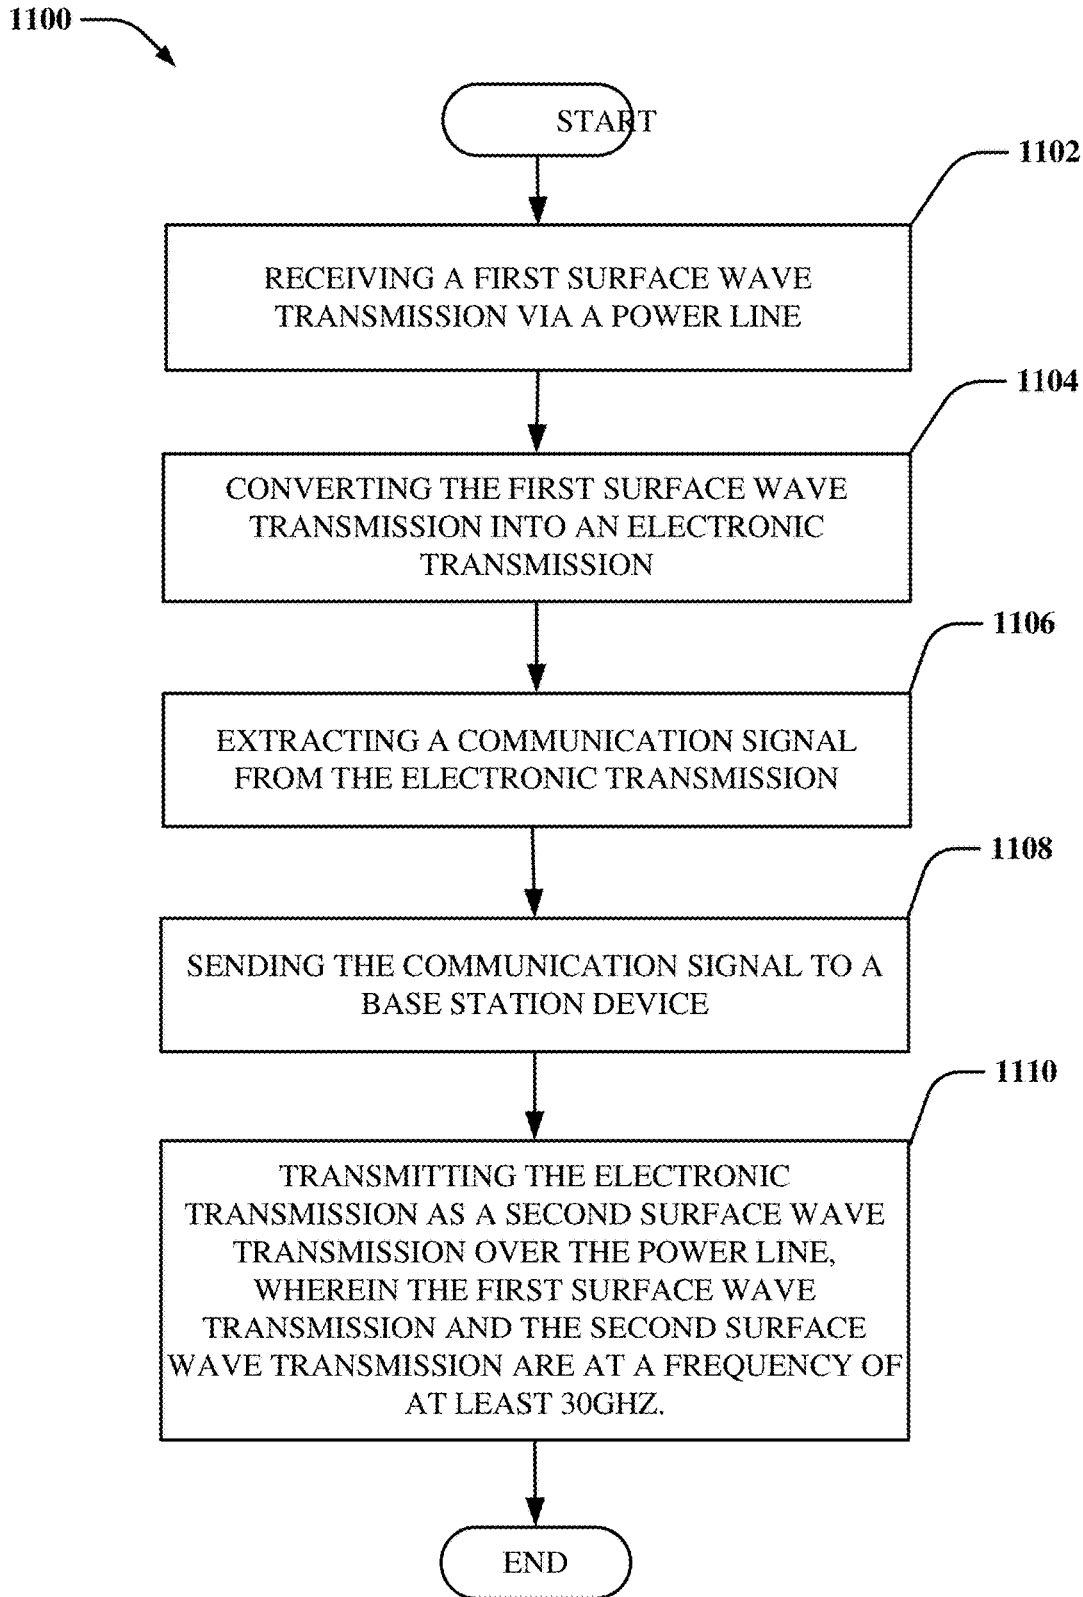 1100
START
1102
RECEIVING A FIRST SURFACE WAVE
TRANSMISSION VIA A POWER LINE
1104
CONVERTING THE FIRST SURFACE WAVE
TRANSMISSION INTO AN ELECTRONIC
TRANSMISSION
1106
EXTRACTING A COMMUNICATION SIGNAL
FROM THE ELECTRONIC TRANSMISSION
1108
SENDING THE COMMUNICATION SIGNAL TO A
BASE STATION DEVICE
1110
TRANSMITTING THE ELECTRONIC
TRANSMISSION AS A SECOND SURFACE WAVE
TRANSMISSION OVER THE POWER LINE,
WHEREIN THE FIRST SURFACE WAVE
TRANSMISSION AND THE SECOND SURFACE
WAVE TRANSMISSION ARE AT A FREQUENCY OF
AT LEAST 30GHZ.
END